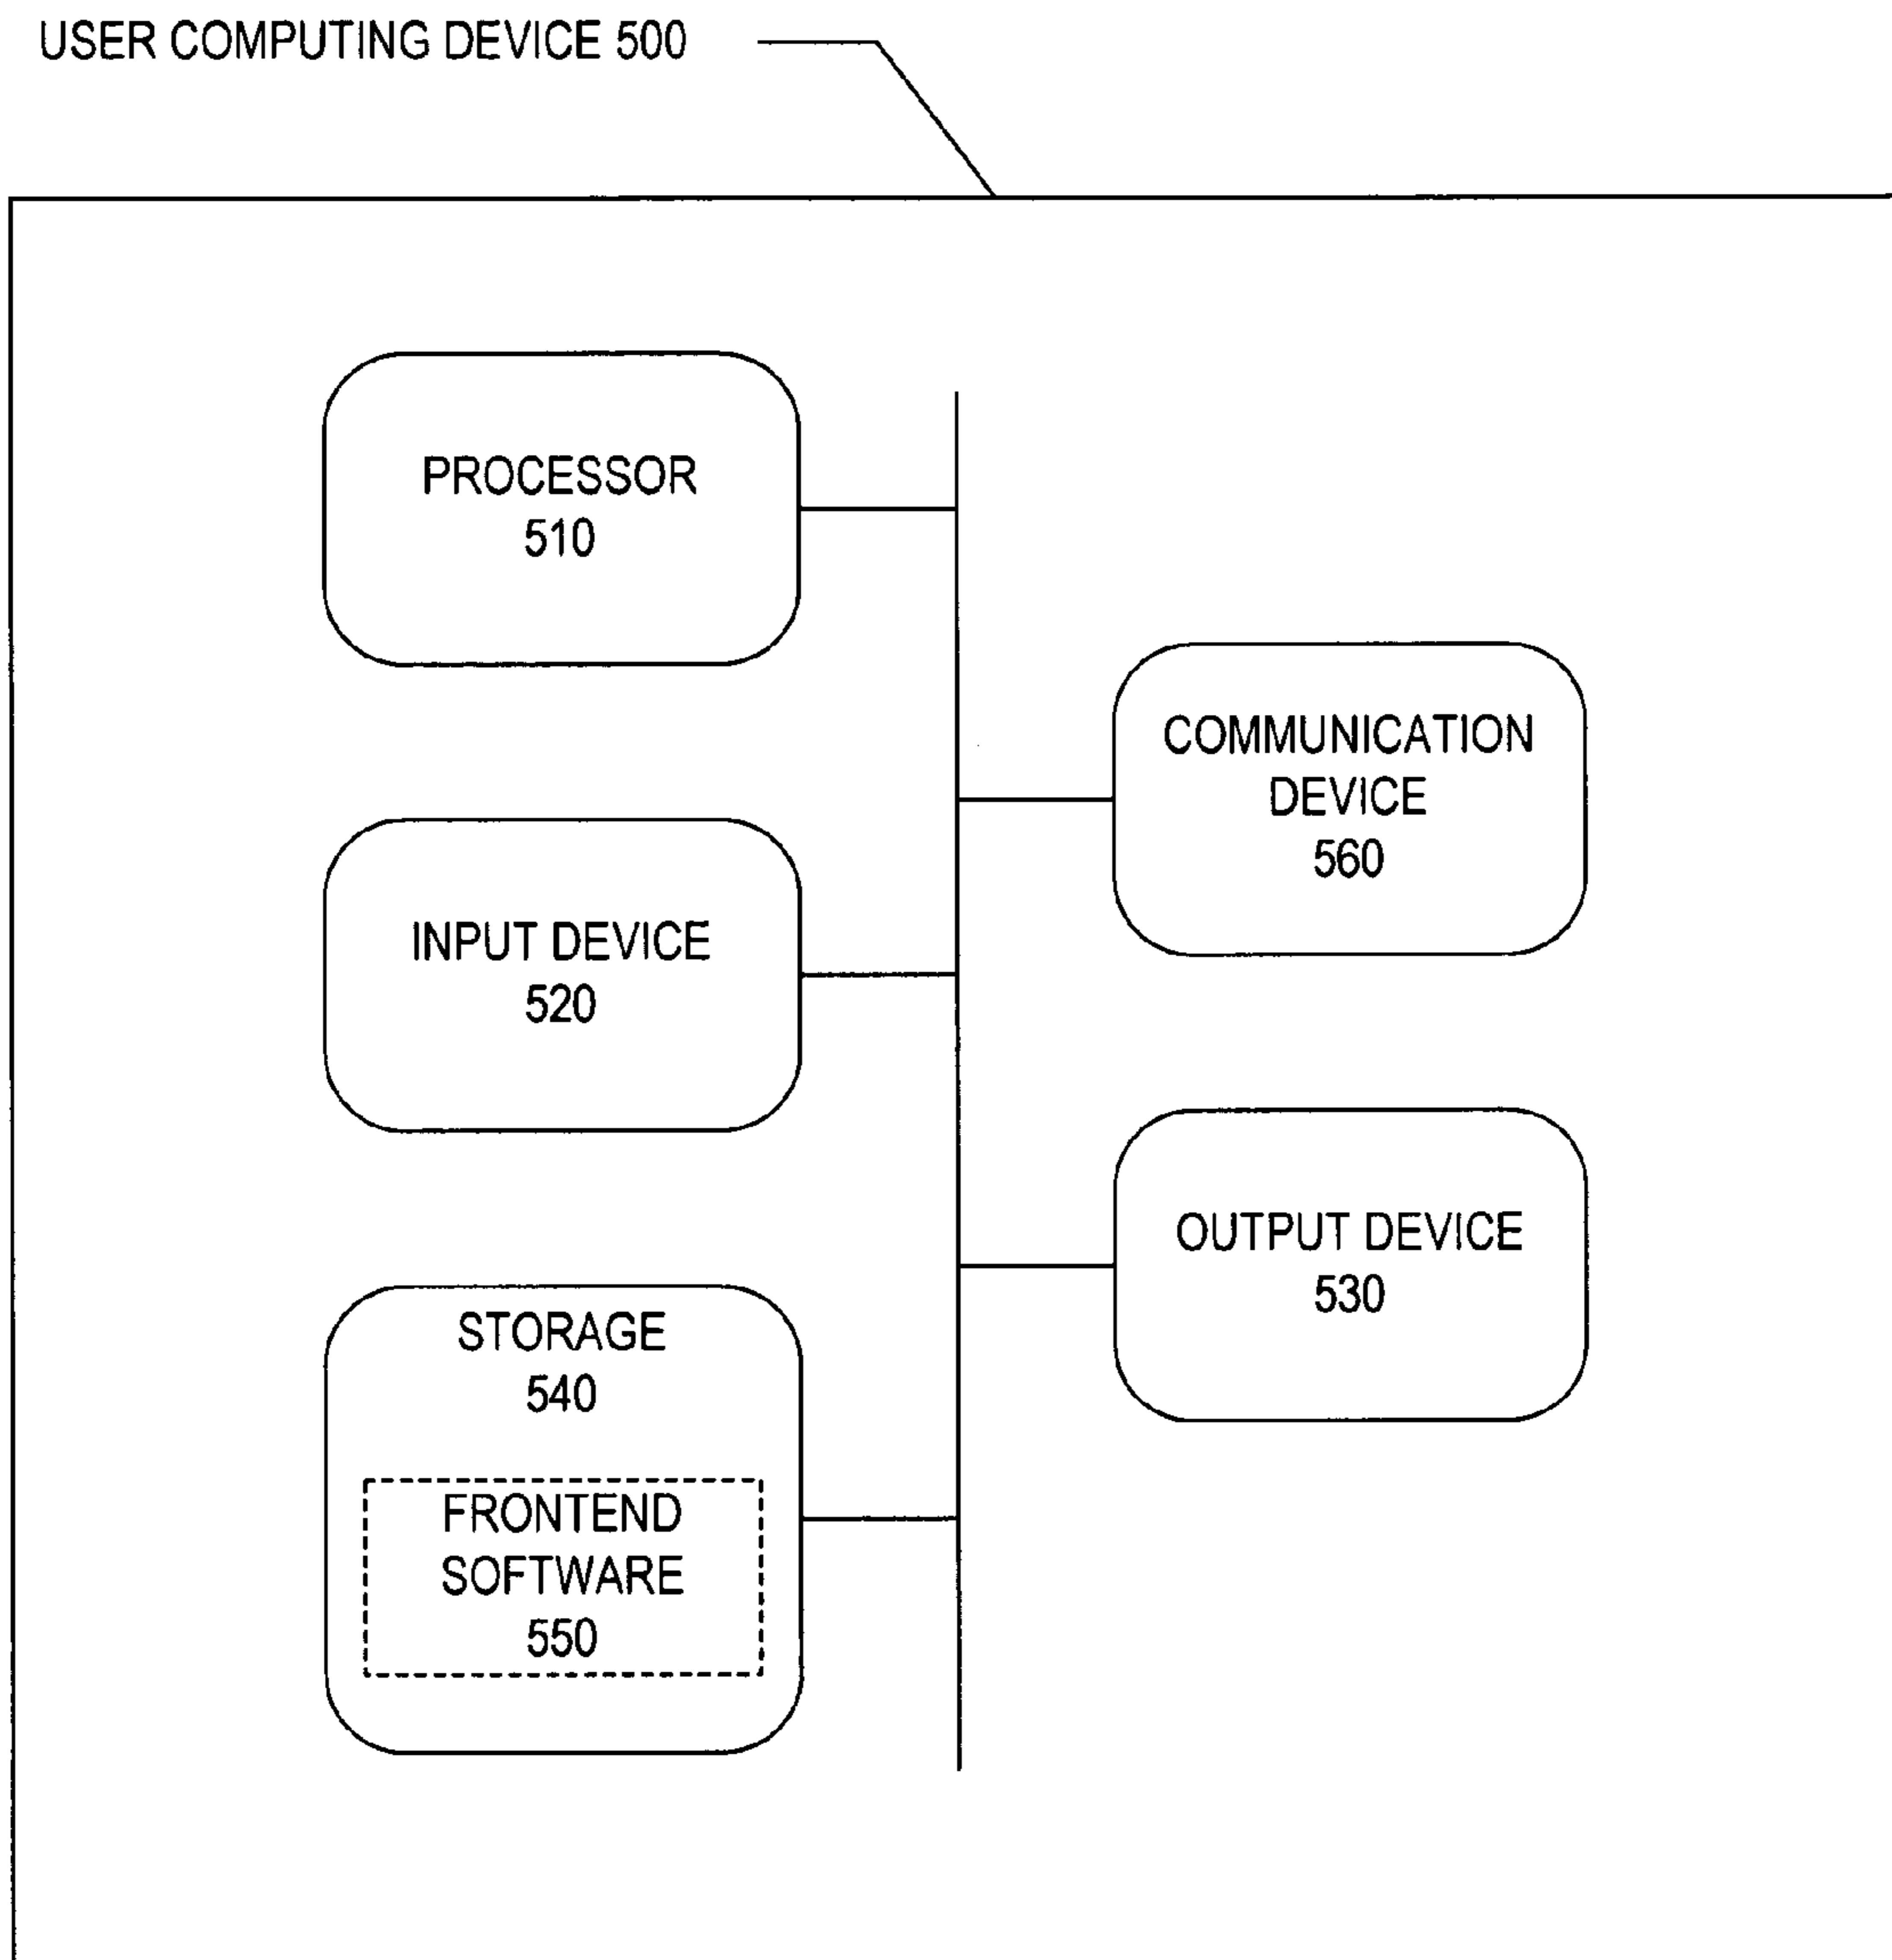 USER COMPUTING DEVICE 500
PROCESSOR
510
COMMUNICATION
DEVICE
560
INPUT DEVICE
520
OUTPUT DEVICE
530
STORAGE
540
FRONTEND
SOFTWARE
550